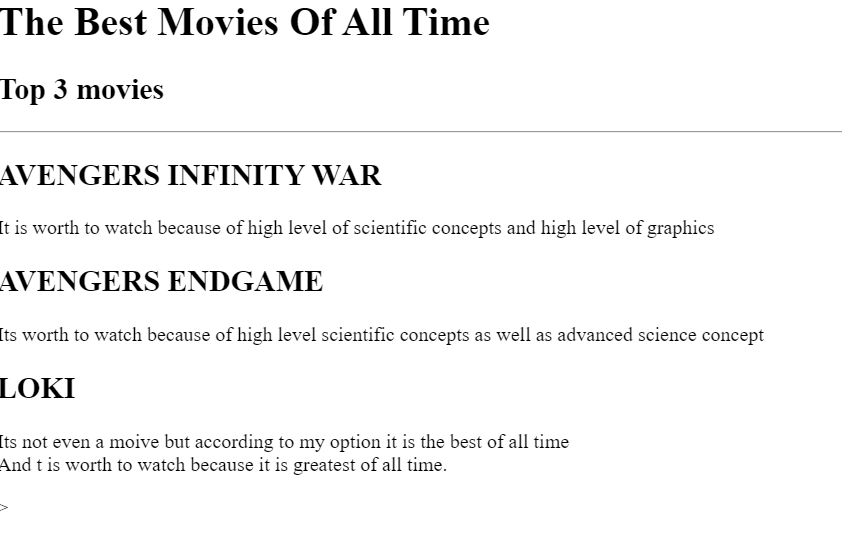 The Best Movies Of All Time
Top 3 movies
AVENGERS INFINITY WAR
It is worth to watch because of high level of scientific concepts and high level of graphics
AVENGERS ENDGAME
Its worth to watch because of high level scientific concepts as well as advanced science concept
LOKI
Its not even a moive but according to my option it is the best of all time
And t is worth to watch because it is greatest of all time.
>